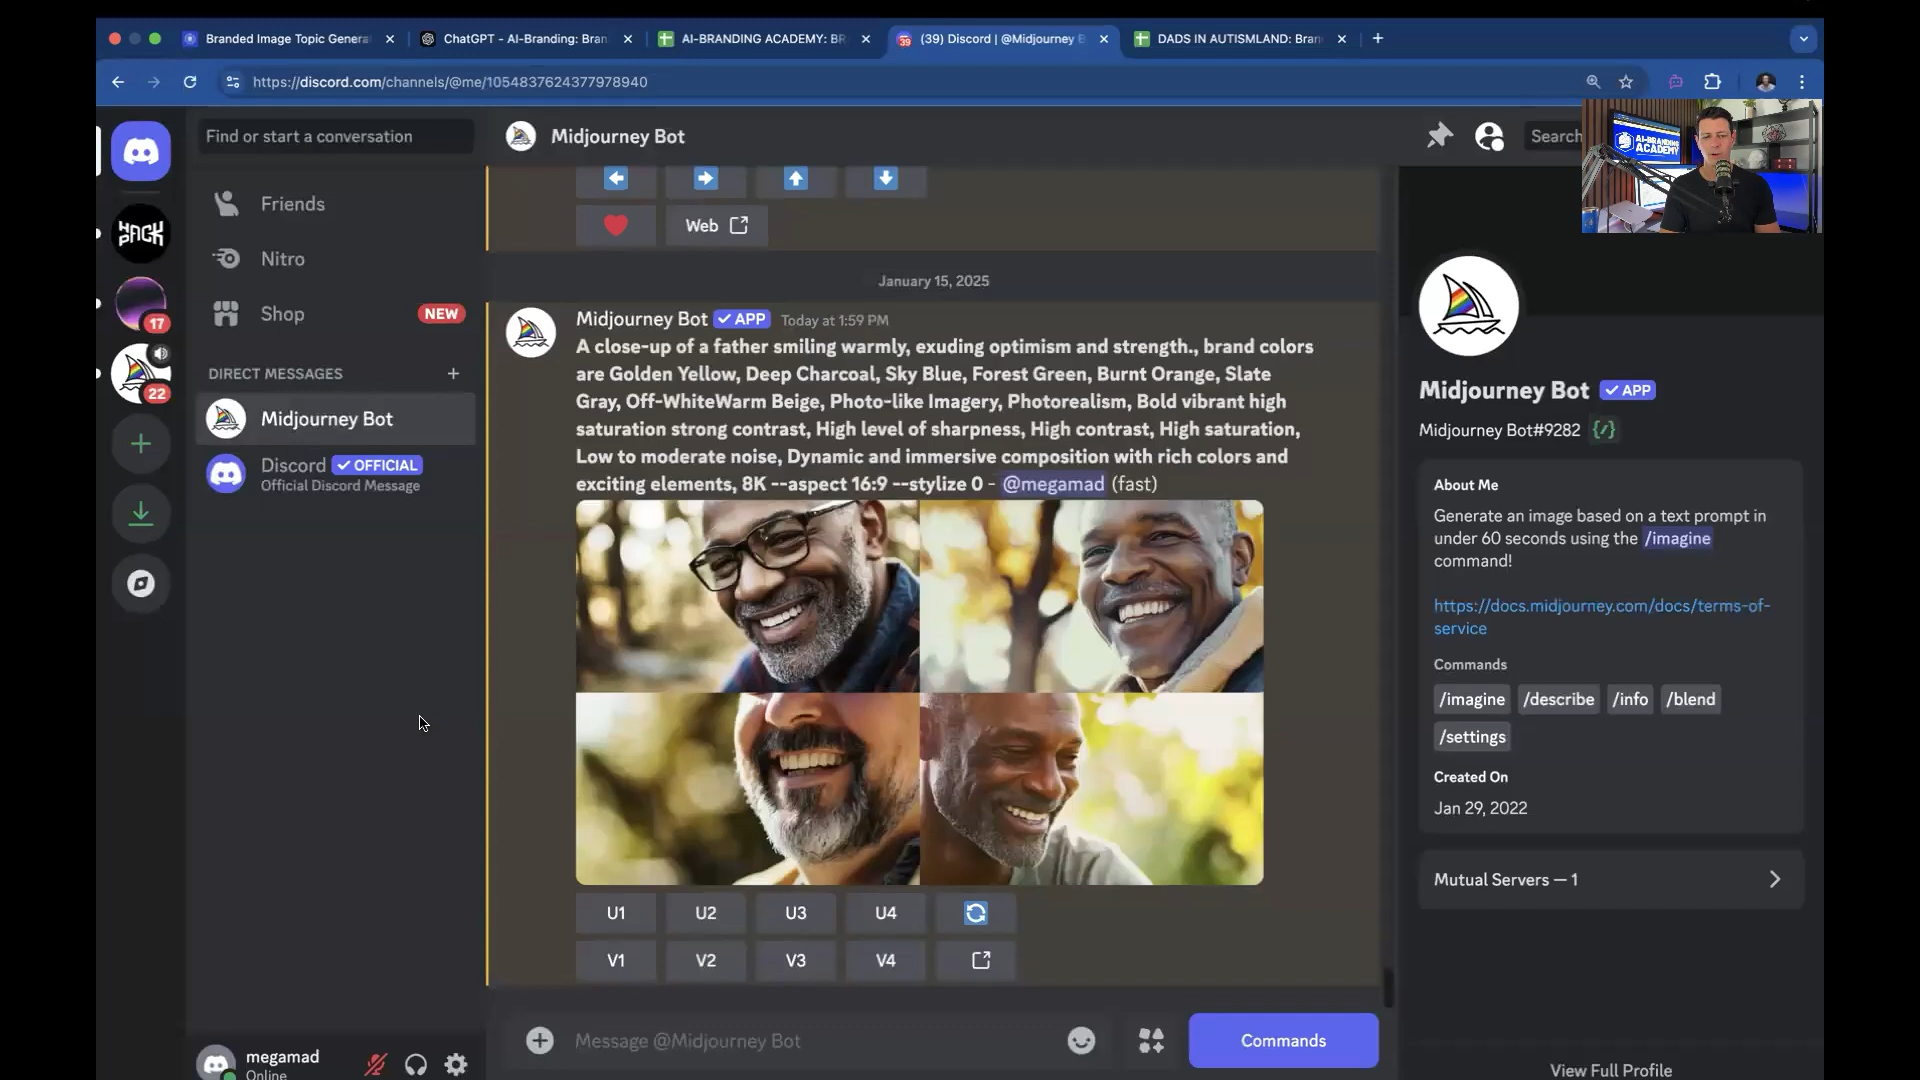 Branded Image Topic Genera
ChatGPT - AI-Branding: Bran
AI-BRANDING ACADEMY: BR
(39) Discord | @Midjourney B
DADS IN AUTISMLAND: Bran
https://discord.com/channels/@me/1054837624377978940
Find or start a conversation
Midjourney Bot
Search
AI-BRANDING
ACADEMY
HACK
17
22
Friends
Nitro
Shop
NEW
DIRECT MESSAGES
Midjourney Bot
Discord
OFFICIAL
Official Discord Message
megamad
Online
Web
January 15, 2025
Midjourney Bot APP Today at 1:59 PM
A close-up of a father smiling warmly, exuding optimism and strength., brand colors
are Golden Yellow, Deep Charcoal, Sky Blue, Forest Green, Burnt Orange, Slate
Gray, Off-WhiteWarm Beige, Photo-like Imagery, Photorealism, Bold vibrant high
saturation strong contrast, High level of sharpness, High contrast, High saturation,
Low to moderate noise, Dynamic and immersive composition with rich colors and
exciting elements, 8K --aspect 16:9 --stylize 0 - @megamad (fast)
U1 U2 U3 U4
V1 V2 V3 V4
Message @Midjourney Bot
Commands
Midjourney Bot APP
Midjourney Bot#9282
About Me
Generate an image based on a text prompt in
under 60 seconds using the /imagine
command!
https://docs.midjourney.com/docs/terms-of-
service
Commands
/imagine /describe /info /blend
/settings
Created On
Jan 29, 2022
Mutual Servers — 1
View Full Profile